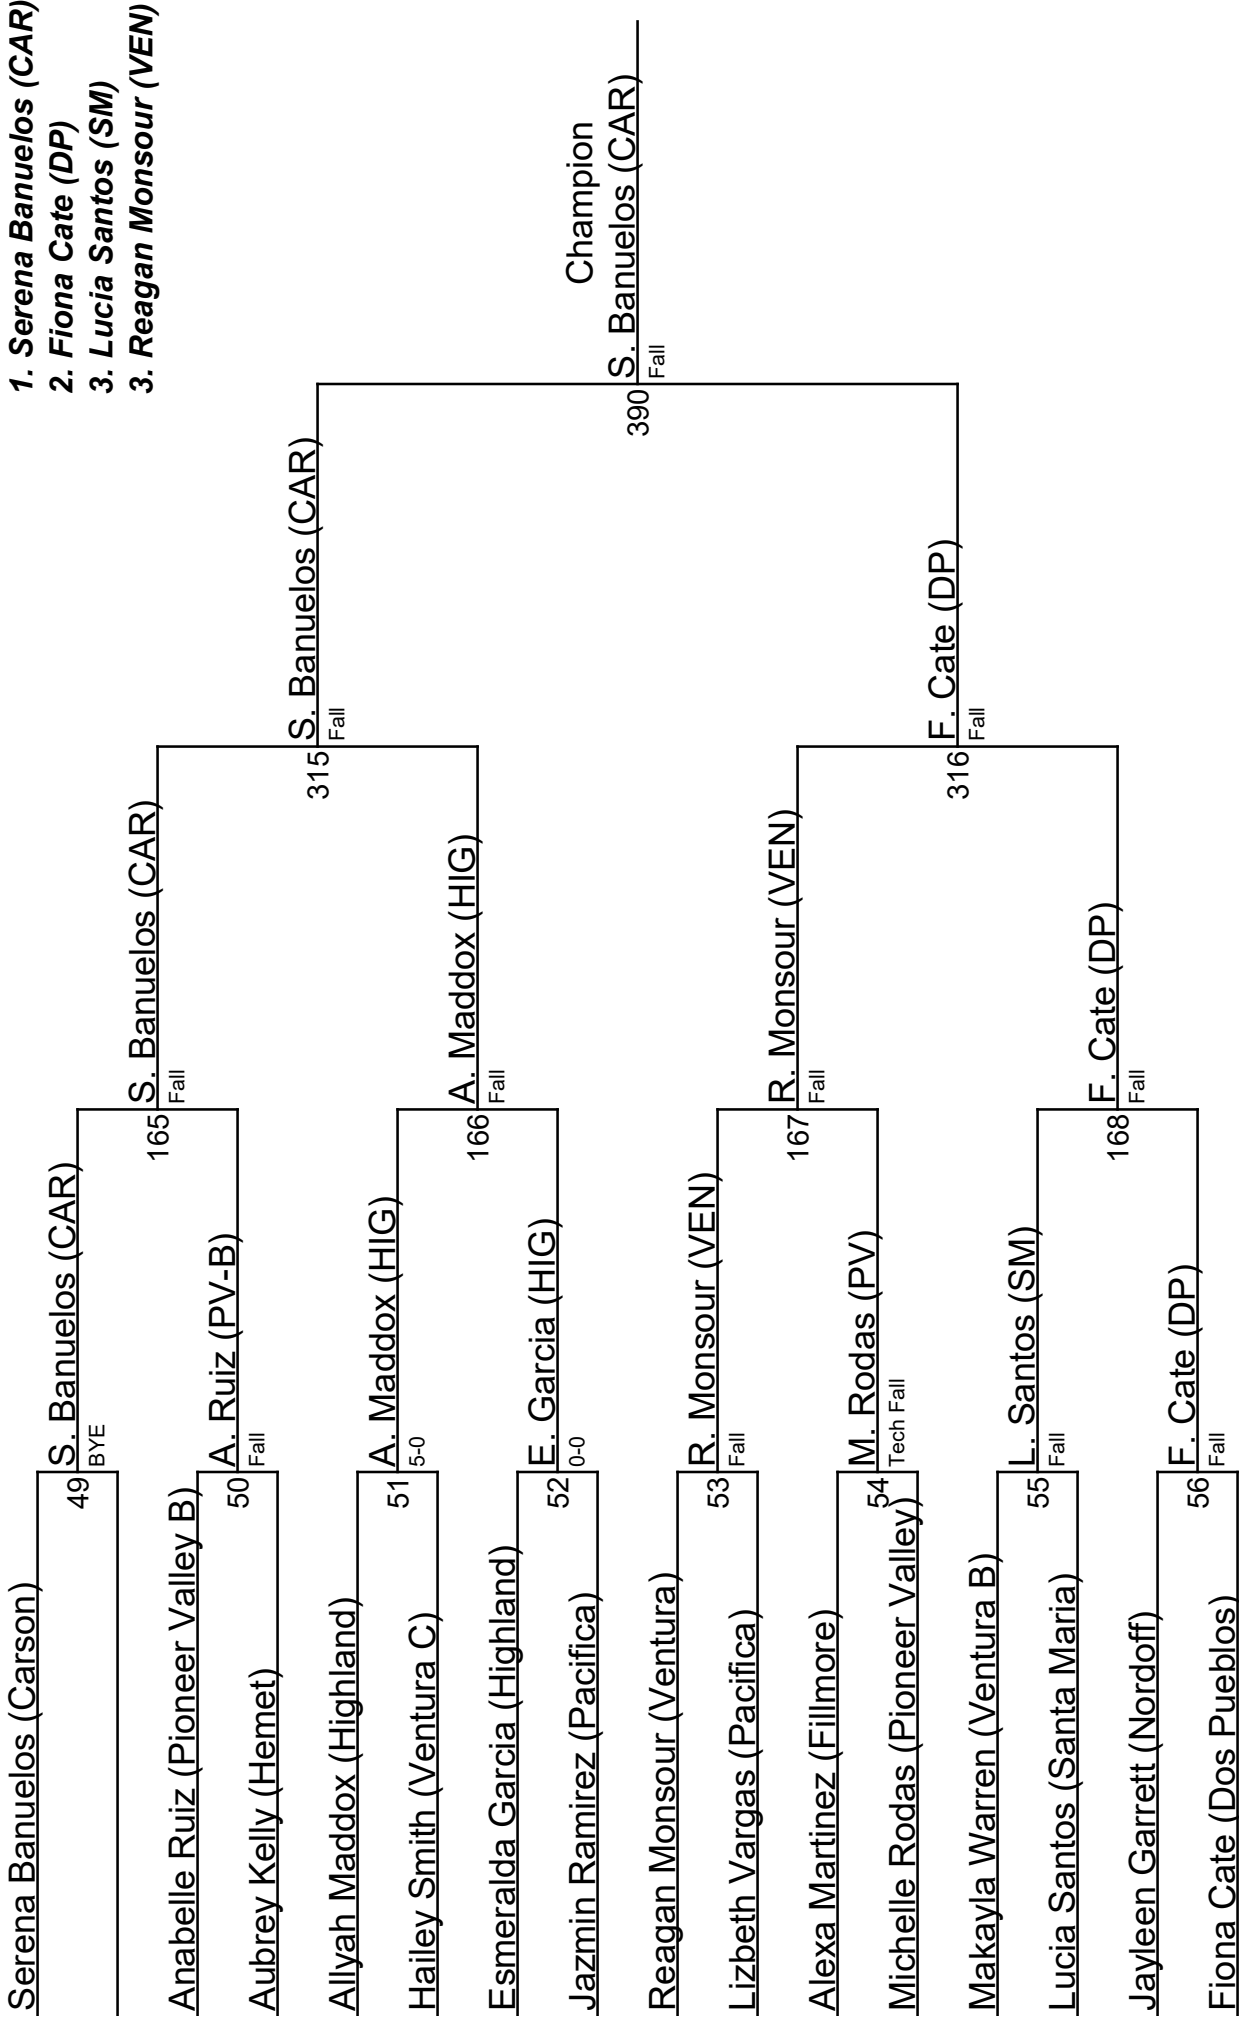 1. Serena Banuelos (CAR)
2. Fiona Cate (DP)
3. Lucia Santos (SM)
3. Reagan Monsour (VEN)
Serena Banuelos (Carson)
Anabelle Ruiz (Pioneer Valley B)
Aubrey Kelly (Hemet)
Allyah Maddox (Highland)
Hailey Smith (Ventura C)
Esmeralda Garcia (Highland)
Jazmin Ramirez (Pacifica)
Reagan Monsour (Ventura)
Lizbeth Vargas (Pacifica)
Alexa Martinez (Fillmore)
Michelle Rodas (Pioneer Valley)
Makayla Warren (Ventura B)
Lucia Santos (Santa Maria)
Jayleen Garrett (Nordoff)
Fiona Cate (Dos Pueblos)
49
S. Banuelos (CAR)
BYE
50
A. Ruiz (PV-B)
Fall
51
A. Maddox (HIG)
5-0
52
E. Garcia (HIG)
0-0
53
R. Monsour (VEN)
Fall
54
M. Rodas (PV)
Tech Fall
55
L. Santos (SM)
Fall
56
F. Cate (DP)
Fall
165
S. Banuelos (CAR)
Fall
166
A. Maddox (HIG)
Fall
167
R. Monsour (VEN)
Fall
168
F. Cate (DP)
Fall
315
S. Banuelos (CAR)
Fall
316
F. Cate (DP)
Fall
390
Champion
S. Banuelos (CAR)
Fall